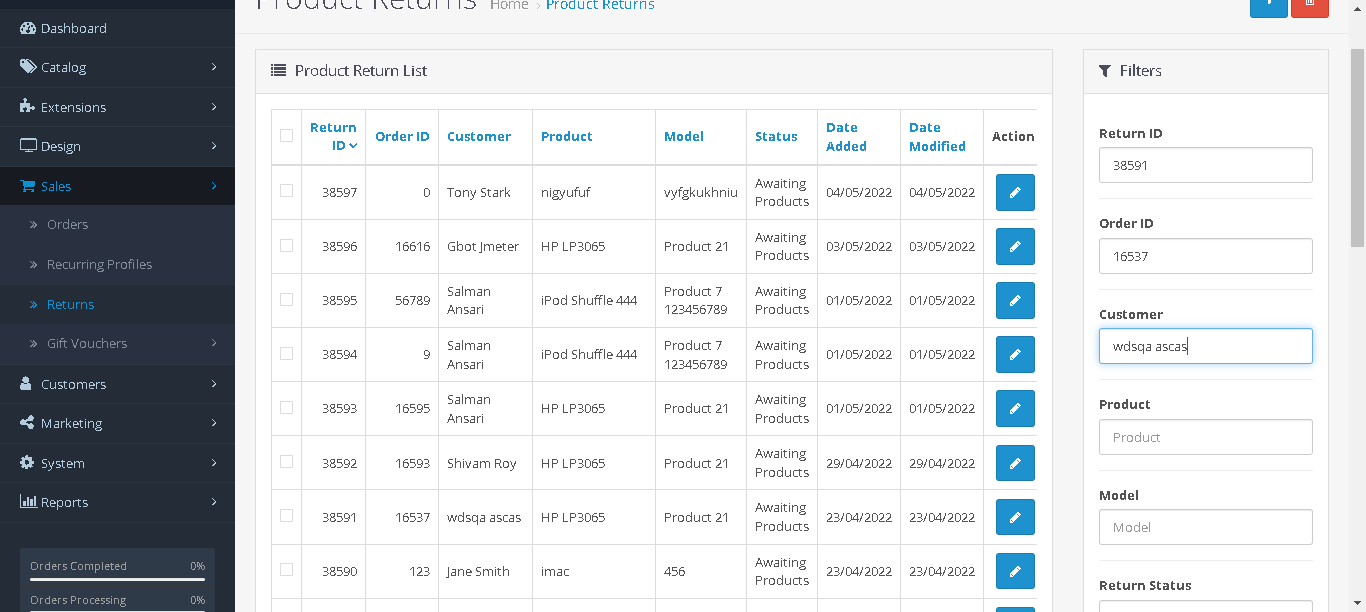 Product Returns Home › Product Returns
Dashboard
Catalog
Extensions
Design
Sales
» Orders
» Recurring Profiles
» Returns
» Gift Vouchers
Customers
Marketing
System
Reports
Orders Completed 0%
Orders Processing 0%
Product Return List
Return ID Order ID Customer Product Model Status Date Added Date Modified Action
38597 0 Tony Stark nigyufuf vyfgkukhniu Awaiting Products 04/05/2022 04/05/2022
38596 16616 Gbot Jmeter HP LP3065 Product 21 Awaiting Products 03/05/2022 03/05/2022
38595 56789 Salman Ansari iPod Shuffle 444 Product 7 123456789 Awaiting Products 01/05/2022 01/05/2022
38594 9 Salman Ansari iPod Shuffle 444 Product 7 123456789 Awaiting Products 01/05/2022 01/05/2022
38593 16595 Salman Ansari HP LP3065 Product 21 Awaiting Products 01/05/2022 01/05/2022
38592 16593 Shivam Roy HP LP3065 Product 21 Awaiting Products 29/04/2022 29/04/2022
38591 16537 wdsqa ascas HP LP3065 Product 21 Awaiting Products 23/04/2022 23/04/2022
38590 123 Jane Smith imac 456 Awaiting Products 23/04/2022 23/04/2022
Filters
Return ID
38591
Order ID
16537
Customer
wdsqa ascas
Product
Product
Model
Model
Return Status